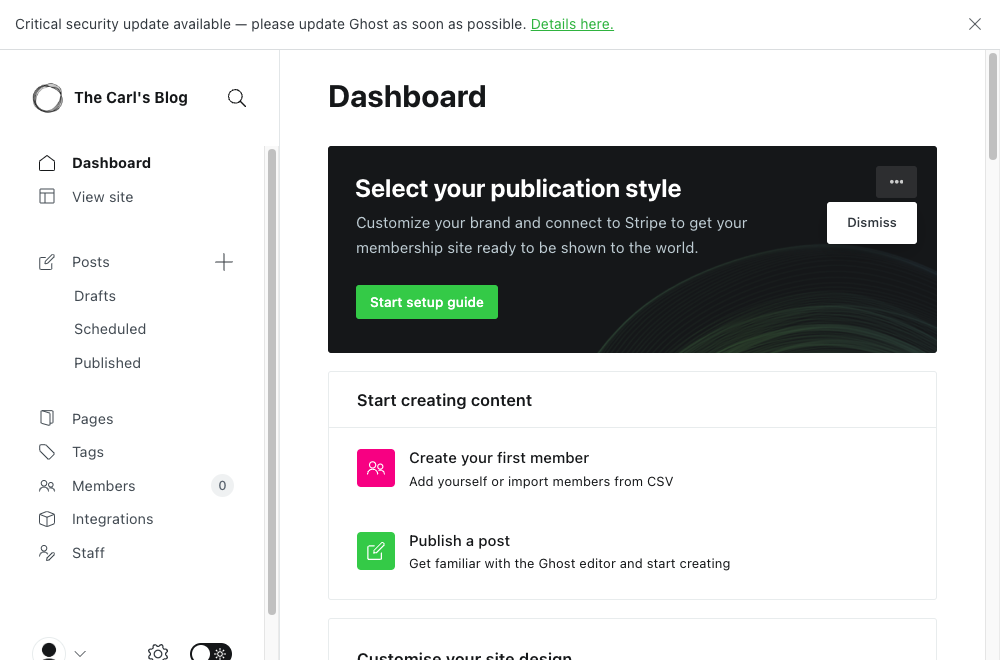 Critical security update available — please update Ghost as soon as possible. Details here.
The Carl's Blog
Dashboard
View site
Posts
Drafts
Scheduled
Published
Pages
Tags
Members 0
Integrations
Staff
Dashboard
Select your publication style
Customize your brand and connect to Stripe to get your
membership site ready to be shown to the world.
Dismiss
Start setup guide
Start creating content
Create your first member
Add yourself or import members from CSV
Publish a post
Get familiar with the Ghost editor and start creating
Customise your site design